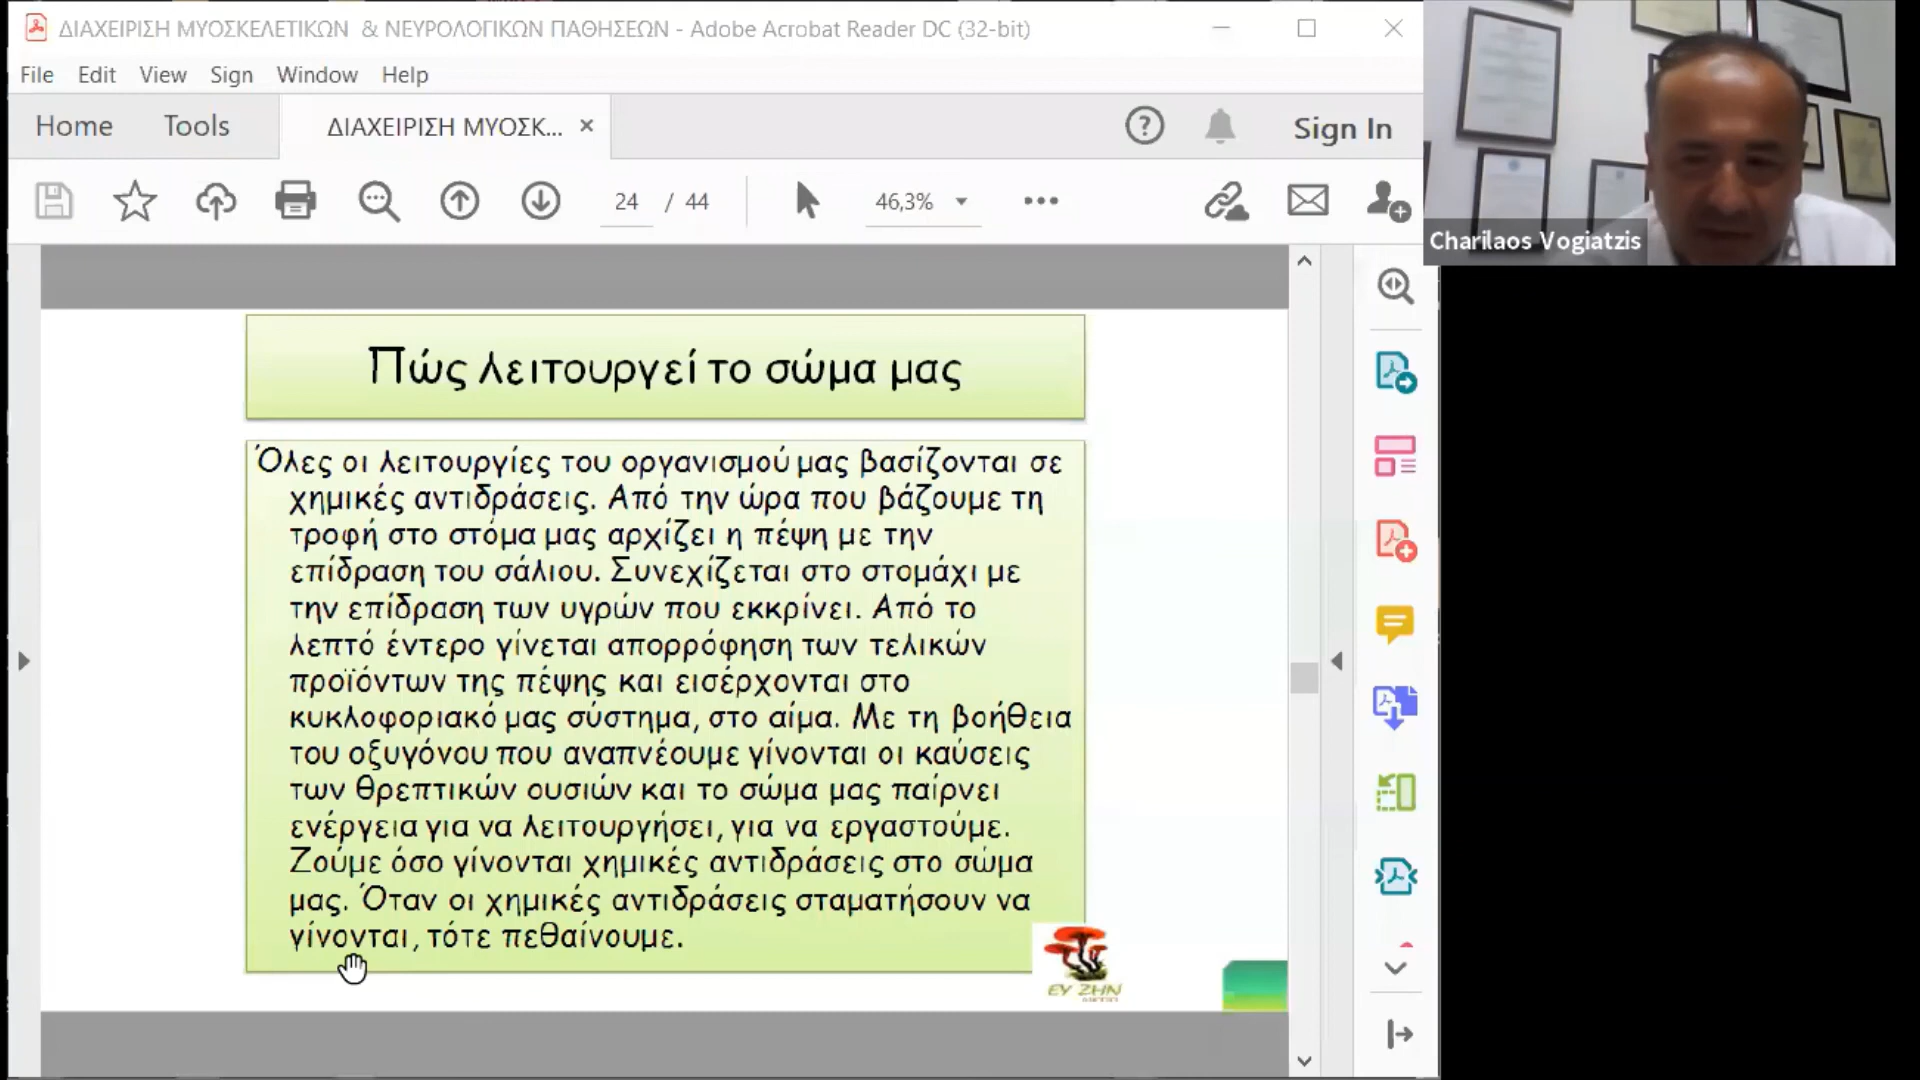 ΔΙΑΧΕΙΡΙΣΗ ΜΥΟΣΚΕΛΕΤΙΚΩΝ & ΝΕΥΡΟΛΟΓΙΚΩΝ ΠΑΘΗΣΕΩΝ - Adobe Acrobat Reader DC (32-bit)
File Edit View Sign Window Help
Home Tools ΔΙΑΧΕΙΡΙΣΗ ΜΥΟΣΚ... Sign In
24 / 44 46,3%
Charilaos Vogiatzis
Πώς λειτουργεί το σώμα μας
Όλες οι λειτουργίες του οργανισμού μας βασίζονται σε
χημικές αντιδράσεις. Από την ώρα που βάζουμε τη
τροφή στο στόμα μας αρχίζει η πέψη με την
επίδραση του σάλιου. Συνεχίζεται στο στομάχι με
την επίδραση των υγρών που εκκρίνει. Από το
λεπτό έντερο γίνεται απορρόφηση των τελικών
προϊόντων της πέψης και εισέρχονται στο
κυκλοφοριακό μας σύστημα, στο αίμα. Με τη βοήθεια
του οξυγόνου που αναπνέουμε γίνονται οι καύσεις
των θρεπτικών ουσιών και το σώμα μας παίρνει
ενέργεια για να λειτουργήσει, για να εργαστούμε.
Ζούμε όσο γίνονται χημικές αντιδράσεις στο σώμα
μας. Όταν οι χημικές αντιδράσεις σταματήσουν να
γίνονται, τότε πεθαίνουμε.
ΕΥ ΖΗΝ